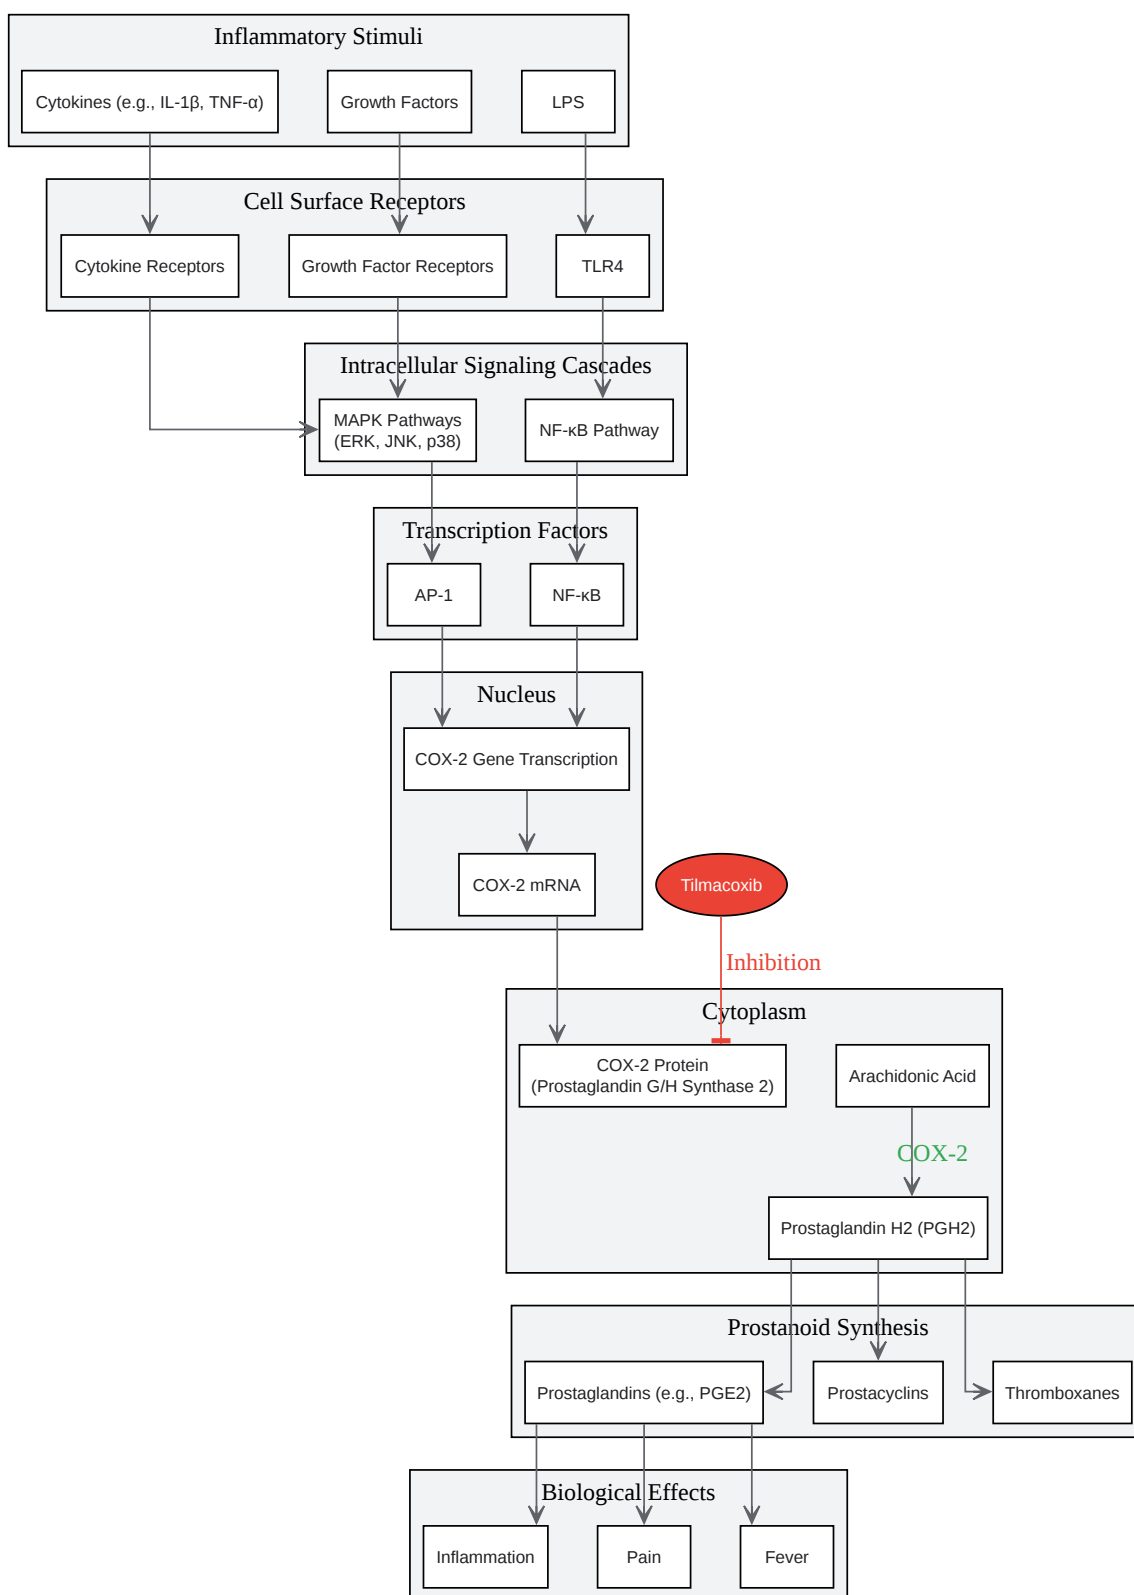 Inflammatory Stimuli
Cytokines (e.g., IL-1β, TNF-α)
Growth Factors
LPS
Cell Surface Receptors
Cytokine Receptors
Growth Factor Receptors
TLR4
Intracellular Signaling Cascades
MAPK Pathways
(ERK, JNK, p38)
NF-κB Pathway
Transcription Factors
AP-1
NF-κB
Nucleus
COX-2 Gene Transcription
COX-2 mRNA
Tilmacoxib
Inhibition
Cytoplasm
COX-2 Protein
(Prostaglandin G/H Synthase 2)
Arachidonic Acid
COX-2
Prostaglandin H2 (PGH2)
Prostanoid Synthesis
Prostaglandins (e.g., PGE2)
Prostacyclins
Thromboxanes
Biological Effects
Inflammation
Pain
Fever